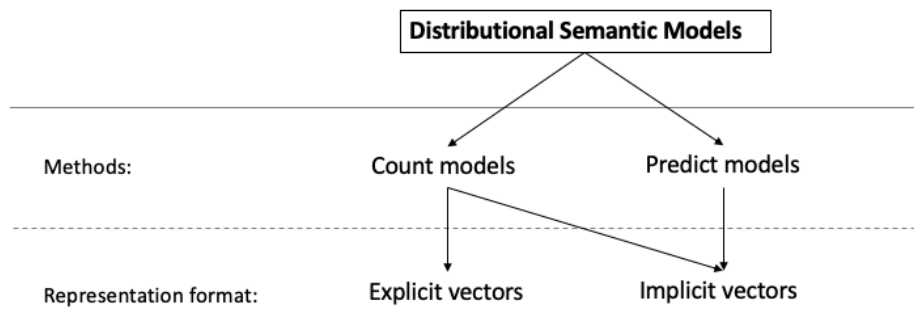 Distributional Semantic Models
Methods:
Count models
Predict models
Representation format:
Explicit vectors
Implicit vectors